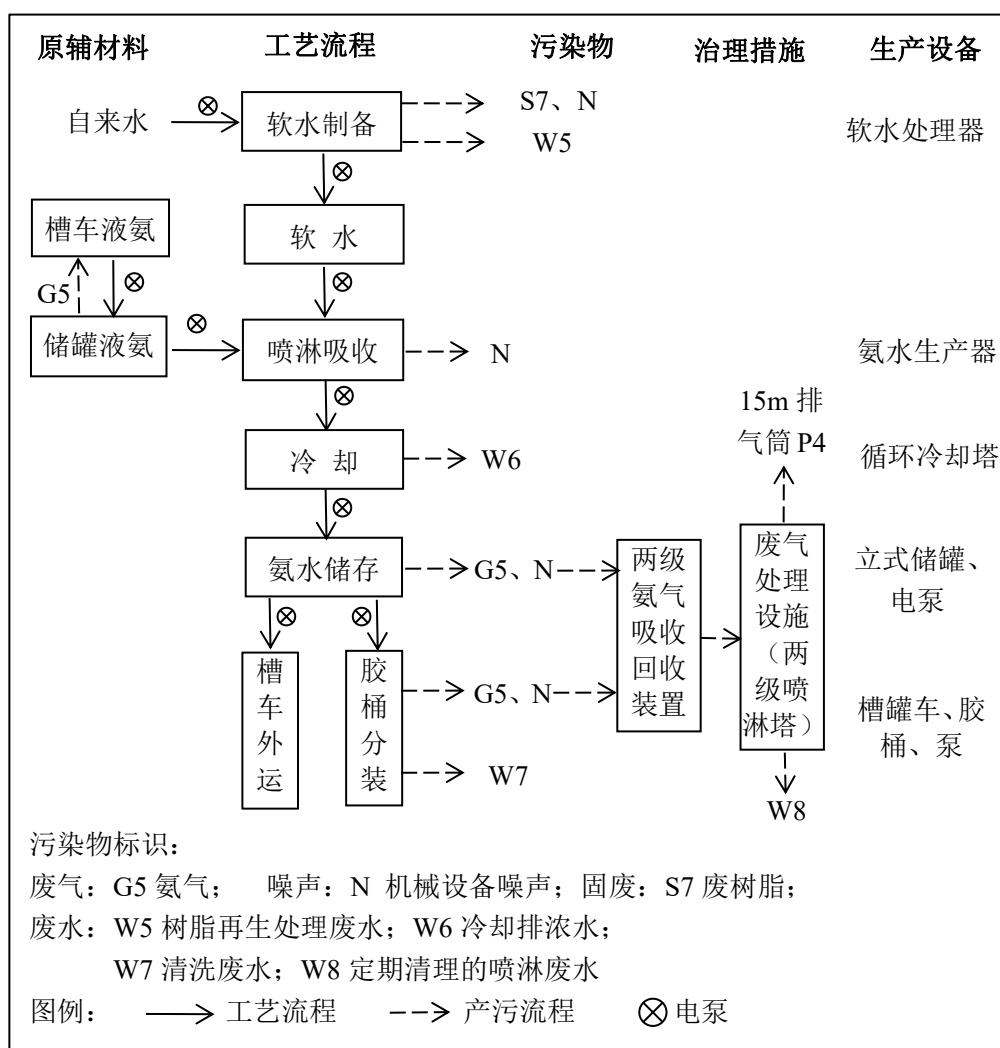 原辅材料 工艺流程 污染物 治理措施 生产设备
自来水
软水制备
S7、N
W5
软水处理器
槽车液氨
软 水
G5
储罐液氨
喷淋吸收
N
氨水生产器
15m 排
气筒 P4
冷 却
W6
循环冷却塔
氨水储存
G5、N
两级
氨气
吸收
回收
装置
废气
处理
设施
（两
级喷
淋塔）
立式储罐、
电泵
槽
车
外
运
胶
桶
分
装
G5、N
W7
W8
槽罐车、胶
桶、泵
污染物标识：
废气：G5 氨气； 噪声：N 机械设备噪声；固废：S7 废树脂；
废水：W5 树脂再生处理废水；W6 冷却排浓水；
W7 清洗废水；W8 定期清理的喷淋废水
图例： 工艺流程 产污流程 电泵